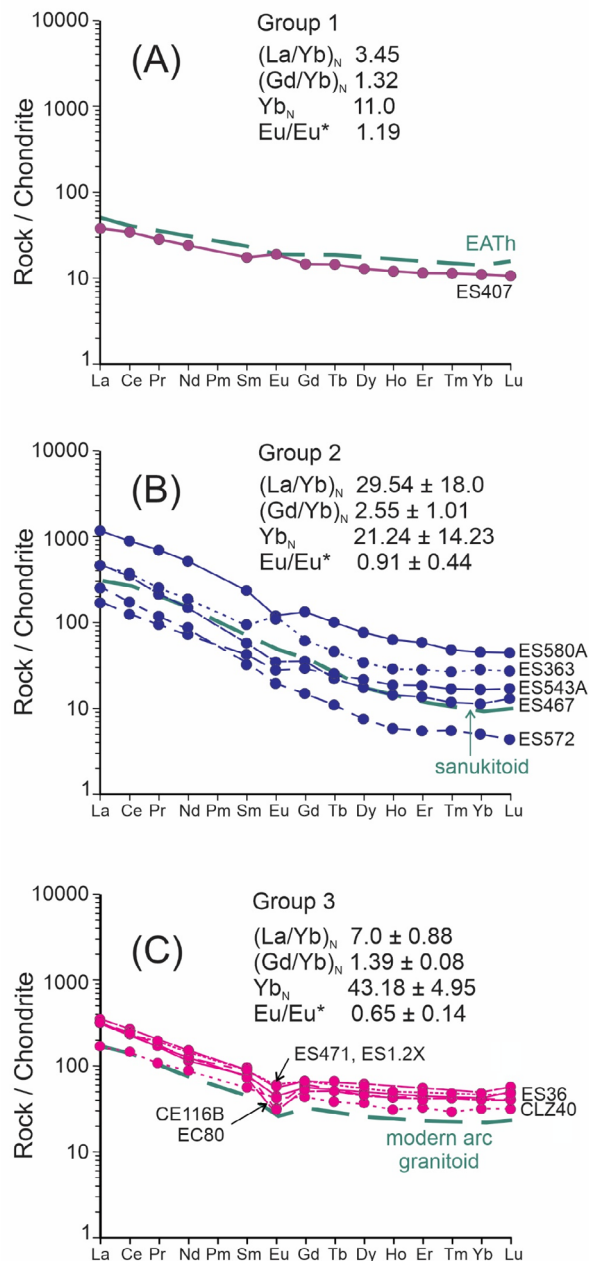 Group 1
(A)
(La/Yb)N 3.45
(Gd/Yb)N 1.32
YbN 11.0
Eu/Eu* 1.19
10000
1000
100
10
1
Rock / Chondrite
EATh
ES407
La Ce Pr Nd Pm Sm Eu Gd Tb Dy Ho Er Tm Yb Lu
Group 2
(B)
(La/Yb)N 29.54 ± 18.0
(Gd/Yb)N 2.55 ± 1.01
YbN 21.24 ± 14.23
Eu/Eu* 0.91 ± 0.44
10000
1000
100
10
1
Rock / Chondrite
ES580A
ES363
ES543A
ES467
ES572
sanukitoid
La Ce Pr Nd Pm Sm Eu Gd Tb Dy Ho Er Tm Yb Lu
Group 3
(C)
(La/Yb)N 7.0 ± 0.88
(Gd/Yb)N 1.39 ± 0.08
YbN 43.18 ± 4.95
Eu/Eu* 0.65 ± 0.14
10000
1000
100
10
1
Rock / Chondrite
ES471, ES1.2X
CE116B
EC80
ES36
CLZ40
modern arc
granitoid
La Ce Pr Nd Pm Sm Eu Gd Tb Dy Ho Er Tm Yb Lu